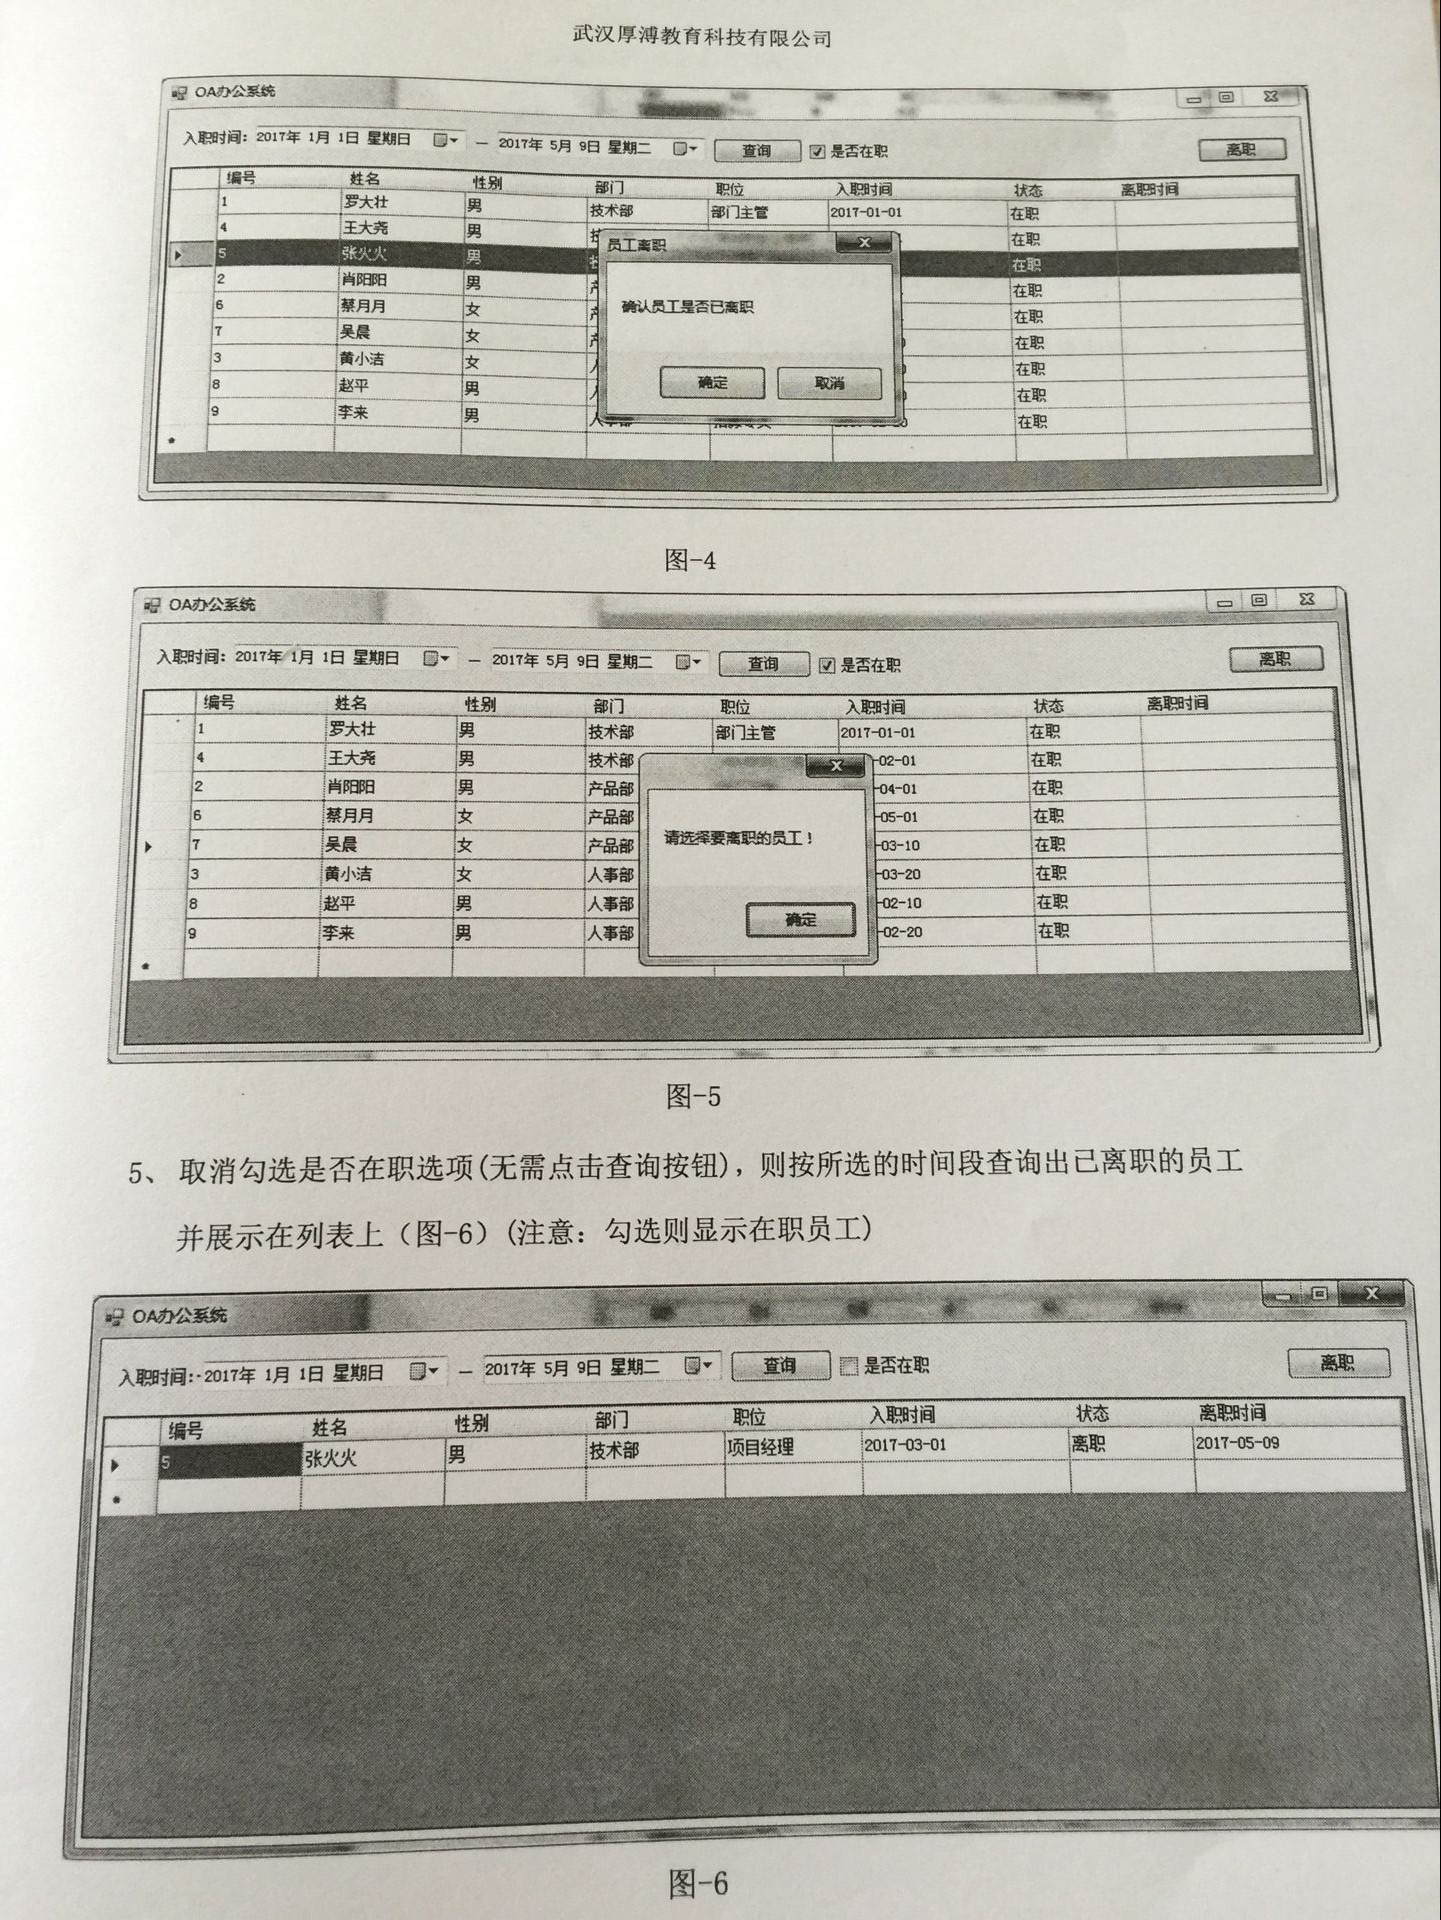 武汉厚溥教育科技有限公司
OA办公系统
入职时间: 2017年 1月 1日 星期日 — 2017年 5月 9日 星期二 查询 是否在职 离职
编号 姓名 性别 部门 职位 入职时间 状态 离职时间
1 罗大壮 男 技术部 部门主管 2017-01-01 在职
4 王大尧 男 在职
5 张火火 男 在职
2 肖阳阳 男 在职
6 蔡月月 女 在职
7 吴晨 女 在职
3 黄小洁 女 在职
8 赵平 男 在职
9 李来 男 在职
员工离职
确认员工是否已离职
确定 取消
图-4
OA办公系统
入职时间: 2017年 1月 1日 星期日 — 2017年 5月 9日 星期二 查询 是否在职 离职
编号 姓名 性别 部门 职位 入职时间 状态 离职时间
1 罗大壮 男 技术部 部门主管 2017-01-01 在职
4 王大尧 男 技术部 -02-01 在职
2 肖阳阳 男 产品部 -04-01 在职
6 蔡月月 女 产品部 -05-01 在职
7 吴晨 女 产品部 -03-10 在职
3 黄小洁 女 人事部 -03-20 在职
8 赵平 男 人事部 -02-10 在职
9 李来 男 人事部 -02-20 在职
请选择要离职的员工!
确定
图-5
5、取消勾选是否在职选项(无需点击查询按钮),则按所选的时间段查询出已离职的员工
并展示在列表上（图-6）(注意: 勾选则显示在职员工)
OA办公系统
入职时间: 2017年 1月 1日 星期日 — 2017年 5月 9日 星期二 查询 是否在职 离职
编号 姓名 性别 部门 职位 入职时间 状态 离职时间
5 张火火 男 技术部 项目经理 2017-03-01 离职 2017-05-09
图-6